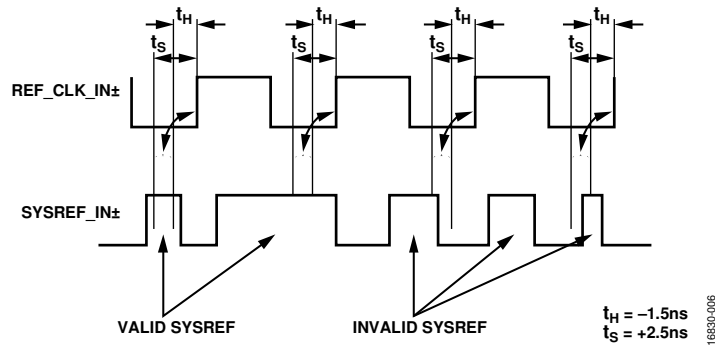 tH tH tH tH
tS tS tS tS
REF_CLK_IN±
SYSREF_IN±
VALID SYSREF INVALID SYSREF
tH = –1.5ns
tS = +2.5ns
16830-006